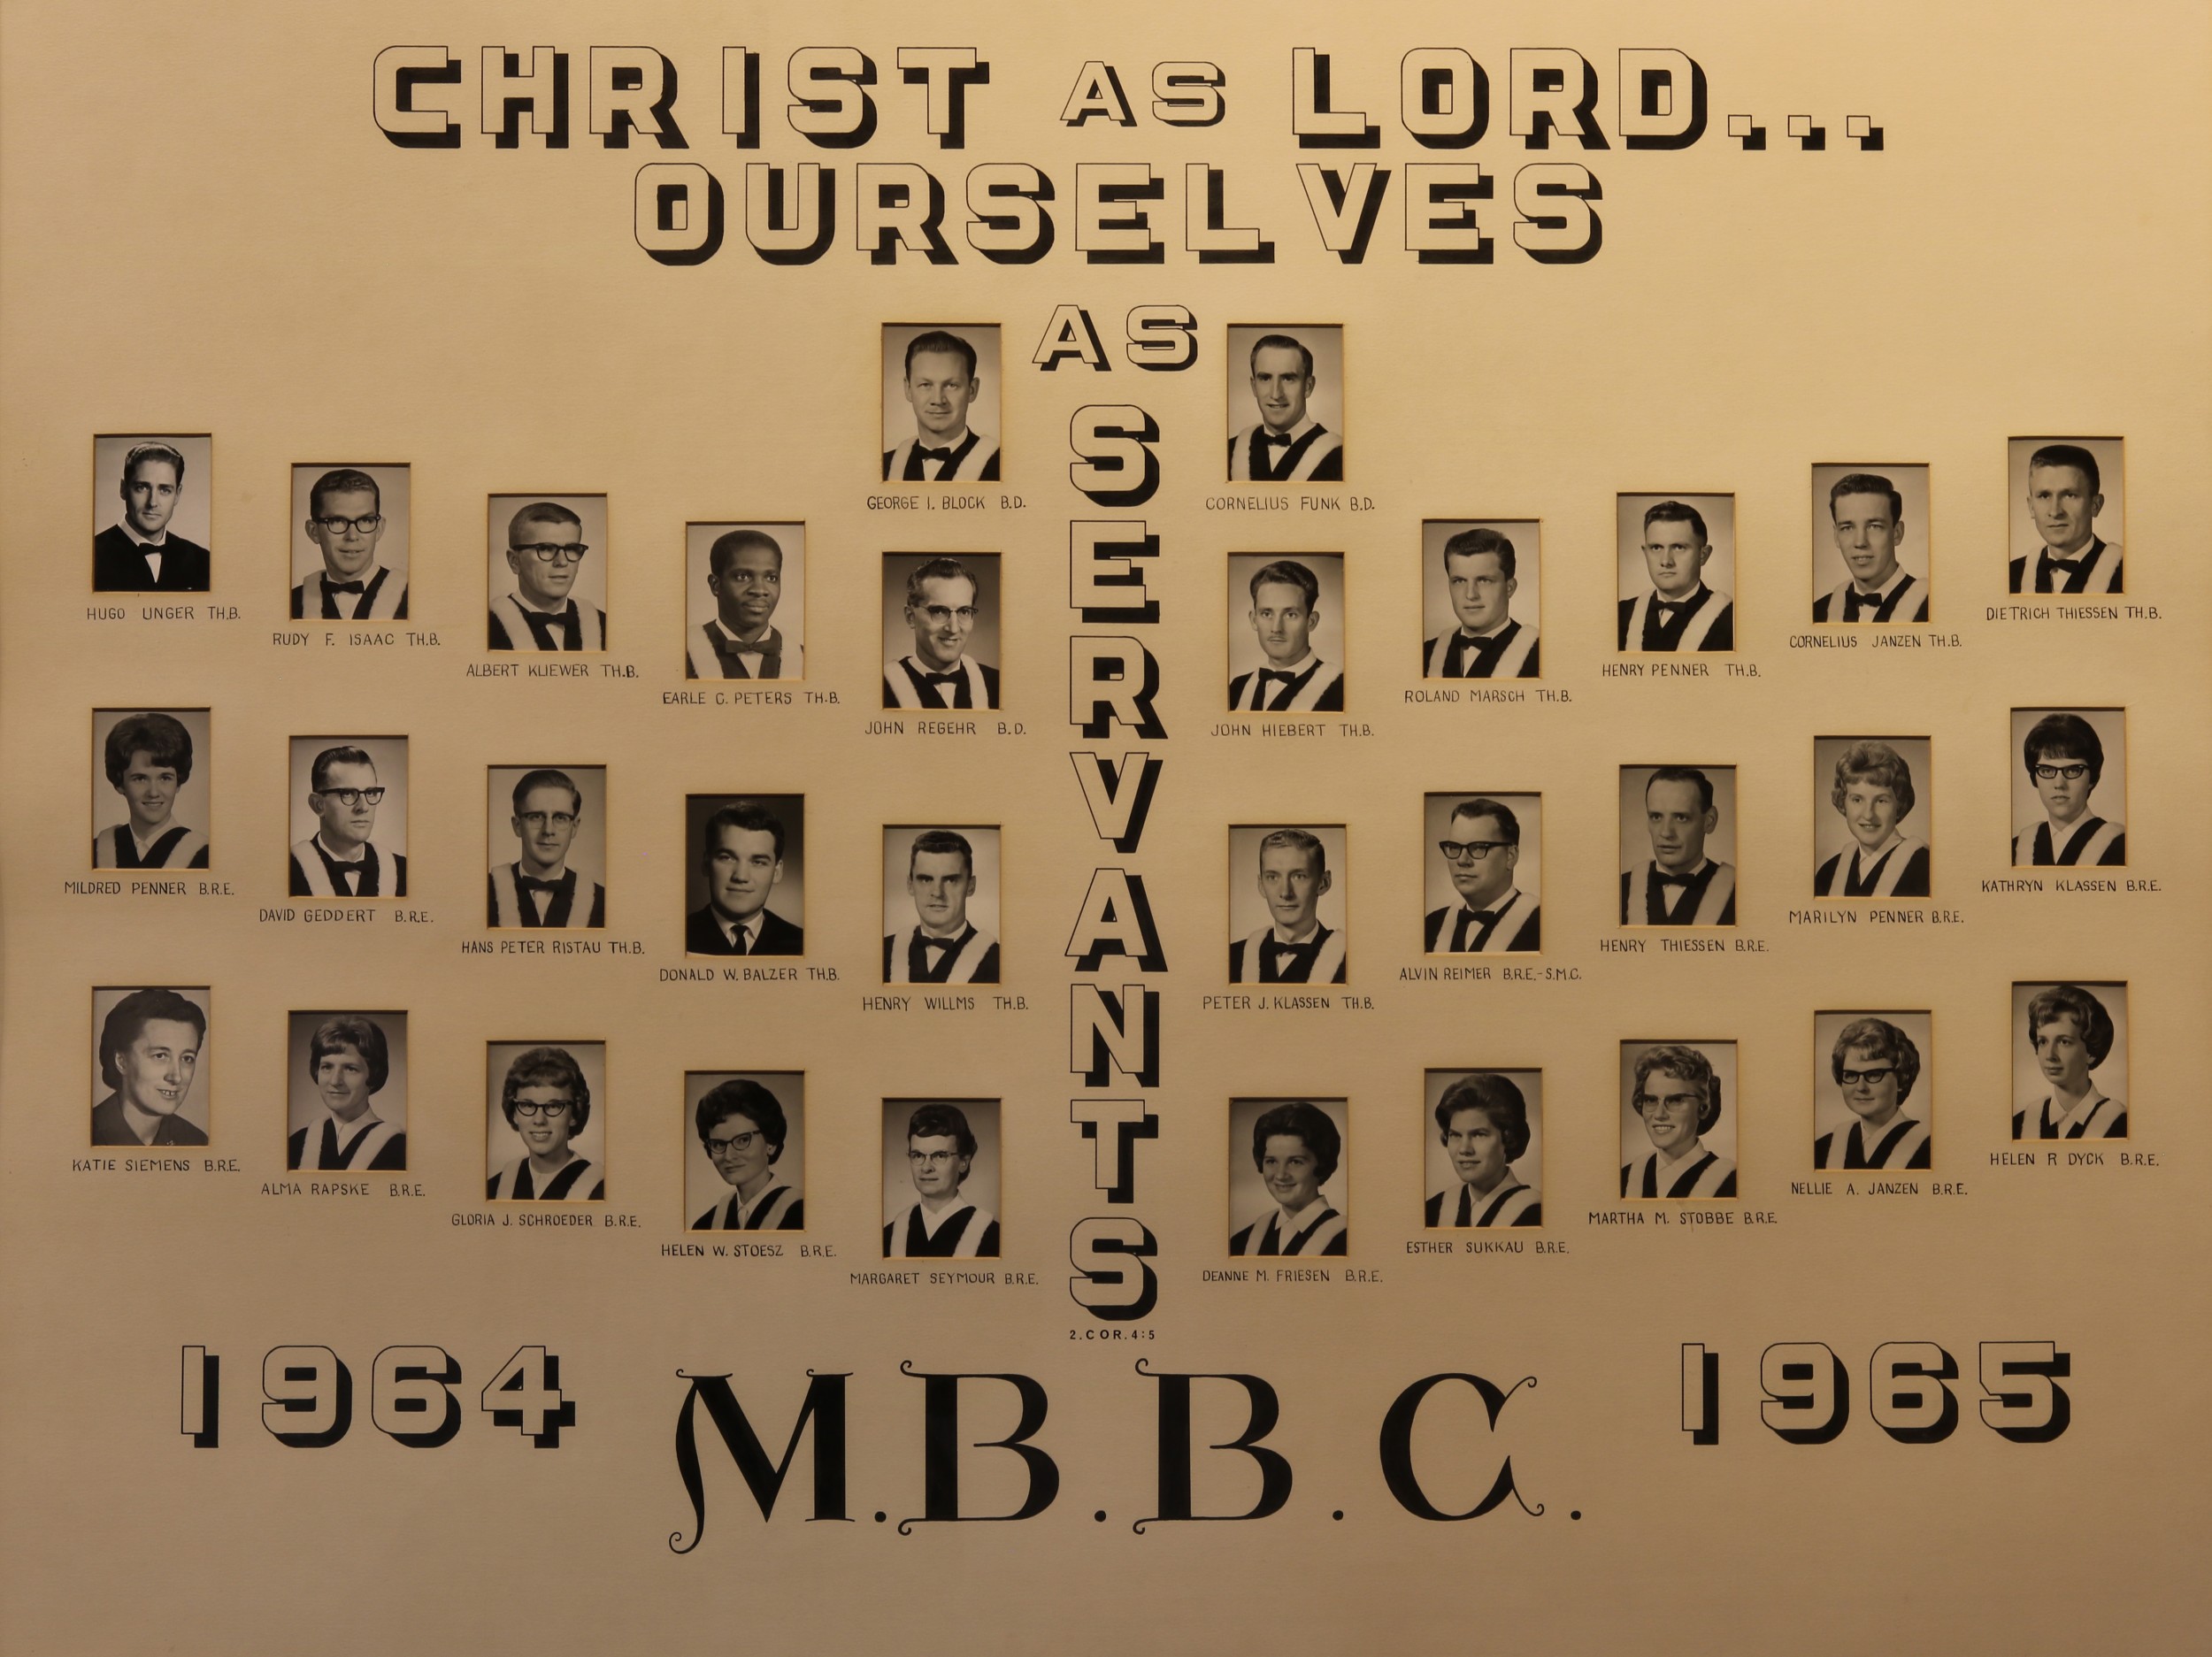 CHRIST AS LORD...
OURSELVES
AS
SERVANTS
GEORGE I. BLOCK B.D.
CORNELIUS FUNK B.D.
HUGO UNGER TH.B.
RUDY F. ISAAC TH.B.
ALBERT KLIEWER TH.B.
EARLE C. PETERS TH.B.
JOHN REGEHR B.D.
JOHN HIEBERT TH.B.
ROLAND MARSCH TH.B.
HENRY PENNER TH.B.
CORNELIUS JANZEN TH.B.
DIETRICH THIESSEN TH.B.
MILDRED PENNER B.R.E.
DAVID GEDDERT B.R.E.
HANS PETER RISTAU TH.B.
DONALD W. BALZER TH.B.
HENRY WILLMS TH.B.
PETER J. KLASSEN TH.B.
ALVIN REIMER B.R.E.-S.M.C.
HENRY THIESSEN B.R.E.
MARILYN PENNER B.R.E.
KATHRYN KLASSEN B.R.E.
KATIE SIEMENS B.R.E.
ALMA RAPSKE B.R.E.
GLORIA J. SCHROEDER B.R.E.
HELEN W. STOESZ B.R.E.
MARGARET SEYMOUR B.R.E.
DEANNE M. FRIESEN B.R.E.
ESTHER SUKKAU B.R.E.
MARTHA M. STOBBE B.R.E.
NELLIE A. JANZEN B.R.E.
HELEN R DYCK B.R.E.
2.COR.4:5
1964 M.B.B.C. 1965